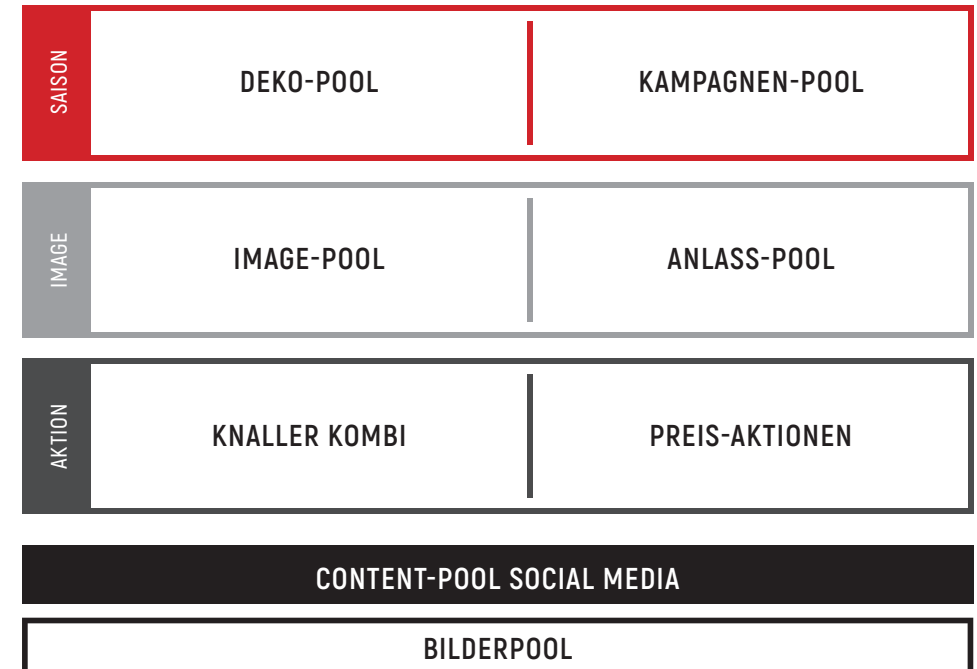 SAISON
DEKO-POOL
KAMPAGNEN-POOL
IMAGE
IMAGE-POOL
ANLASS-POOL
AKTION
KNALLER KOMBI
PREIS-AKTIONEN
CONTENT-POOL SOCIAL MEDIA
BILDERPOOL